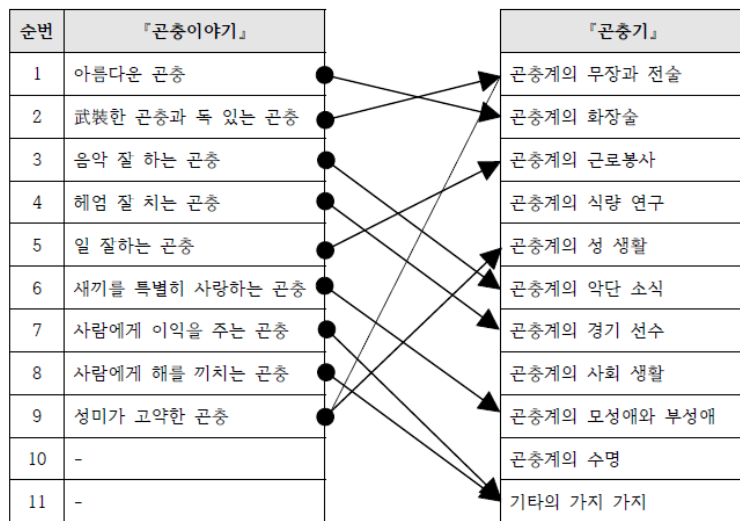 순번 『곤충이야기』 『곤충기』
1 아름다운 곤충 곤충계의 무장과 전술
2 武裝한 곤충과 독 있는 곤충 곤충계의 화장술
3 음악 잘 하는 곤충 곤충계의 근로봉사
4 헤엄 잘 치는 곤충 곤충계의 식량 연구
5 일 잘하는 곤충 곤충계의 성 생활
6 새끼를 특별히 사랑하는 곤충 곤충계의 악단 소식
7 사람에게 이익을 주는 곤충 곤충계의 경기 선수
8 사람에게 해를 끼치는 곤충 곤충계의 사회 생활
9 성미가 고약한 곤충 곤충계의 모성애와 부성애
10 - 곤충계의 수명
11 - 기타의 가지 가지